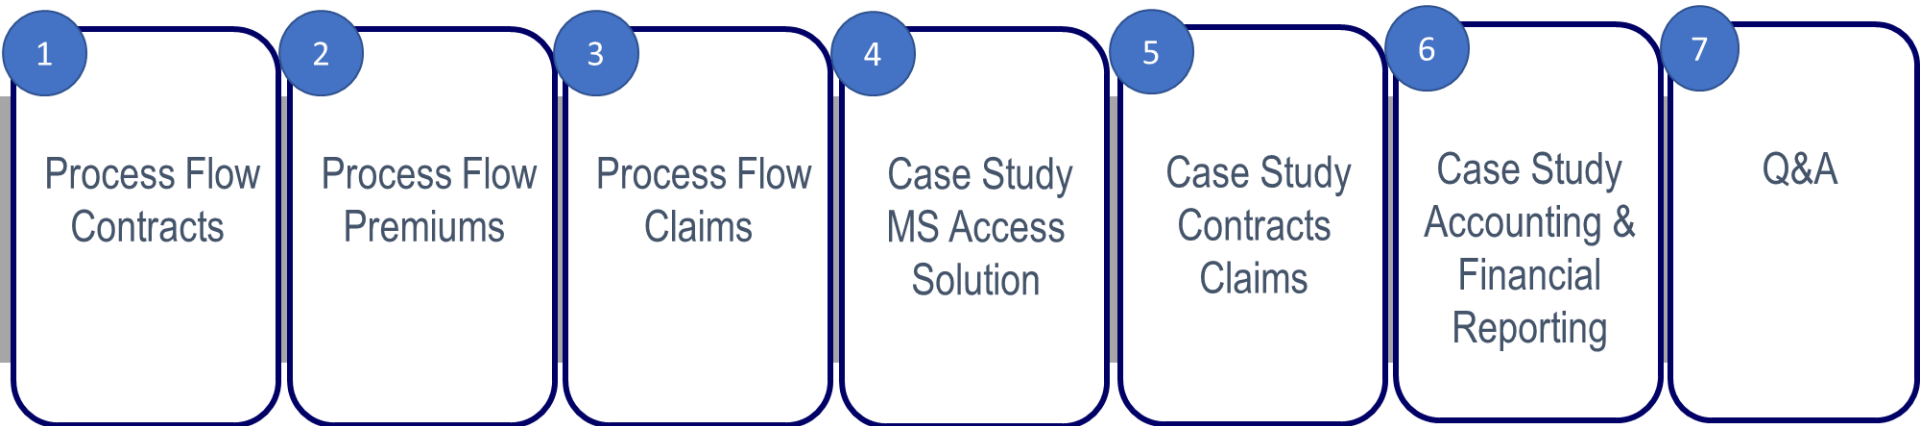 1
Process Flow
Contracts
2
Process Flow
Premiums
3
Process Flow
Claims
4
Case Study
MS Access
Solution
5
Case Study
Contracts
Claims
6
Case Study
Accounting &
Financial
Reporting
7
Q&A